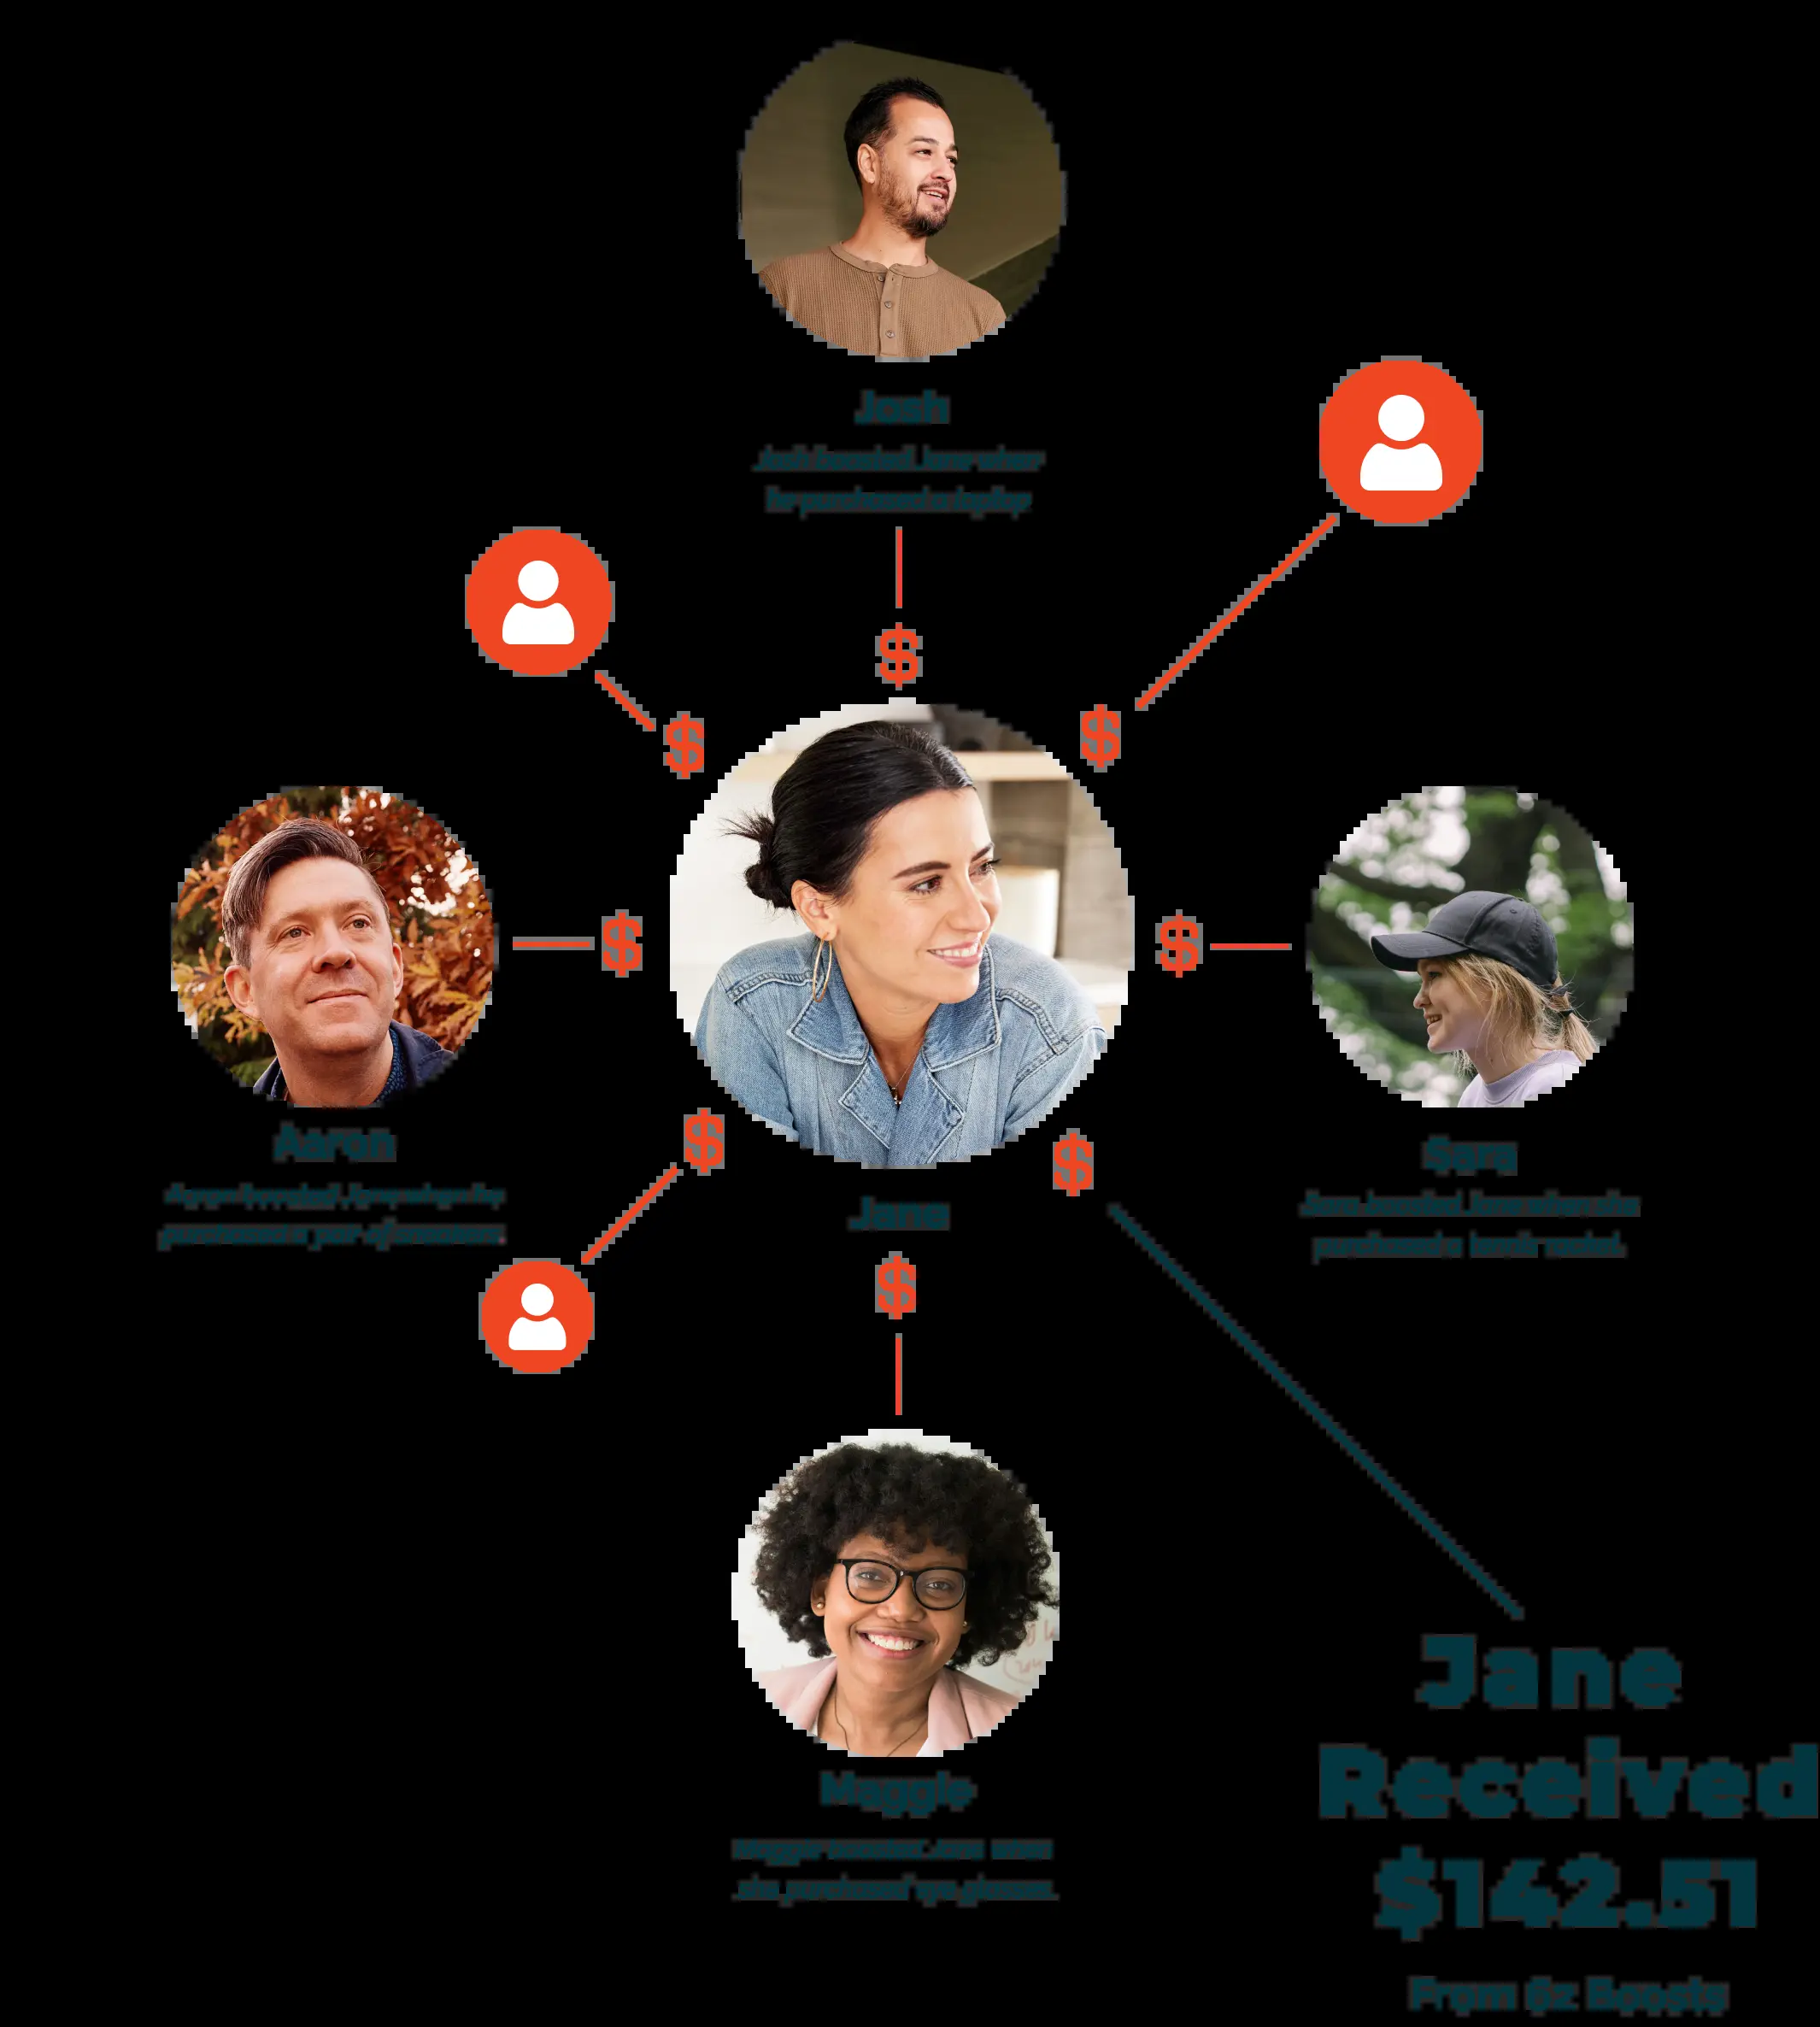 Josh
Josh boosted Jane when
he purchased a laptop
$
$
$
$
$
Aaron
Aaron boosted Jane when he
purchased a pair of sneakers.
$
$
Jane
Sara
Sara boosted Jane when she
purchased a tennis racket.
$
Maggie
Maggie boosted Jane when
she purchased eye glasses.
Jane
Received
$142.51
From 62 Boosts